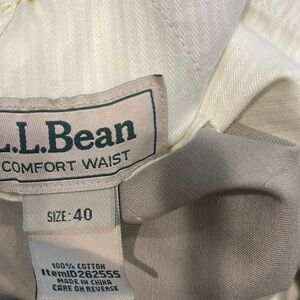 L.L.Bean
COMFORT WAIST
SIZE: 40
100% COTTON
ItemID262555
MADE IN CHINA
CARE ON REVERSE